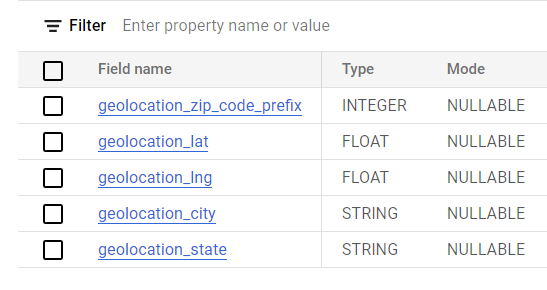 Filter Enter property name or value
Field name Type Mode
geolocation_zip_code_prefix INTEGER NULLABLE
geolocation_lat FLOAT NULLABLE
geolocation_lng FLOAT NULLABLE
geolocation_city STRING NULLABLE
geolocation_state STRING NULLABLE